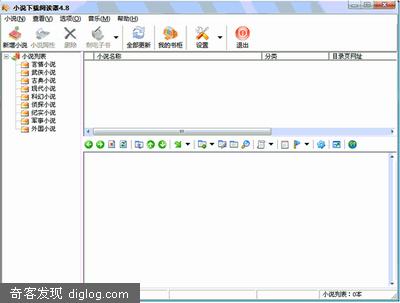 小说下载阅读器4.8
小说(N) 查看(V) 选项(O) 音乐(M) 帮助(H)
新增小说 小说属性 删除 制电子书 全部更新 我的书柜 设置 退出
小说列表
言情小说
武侠小说
古典小说
现代小说
科幻小说
侦探小说
纪实小说
军事小说
外国小说
小说名称 分类 目录页网址
小说列表：0本
奇客发现 diglog.com